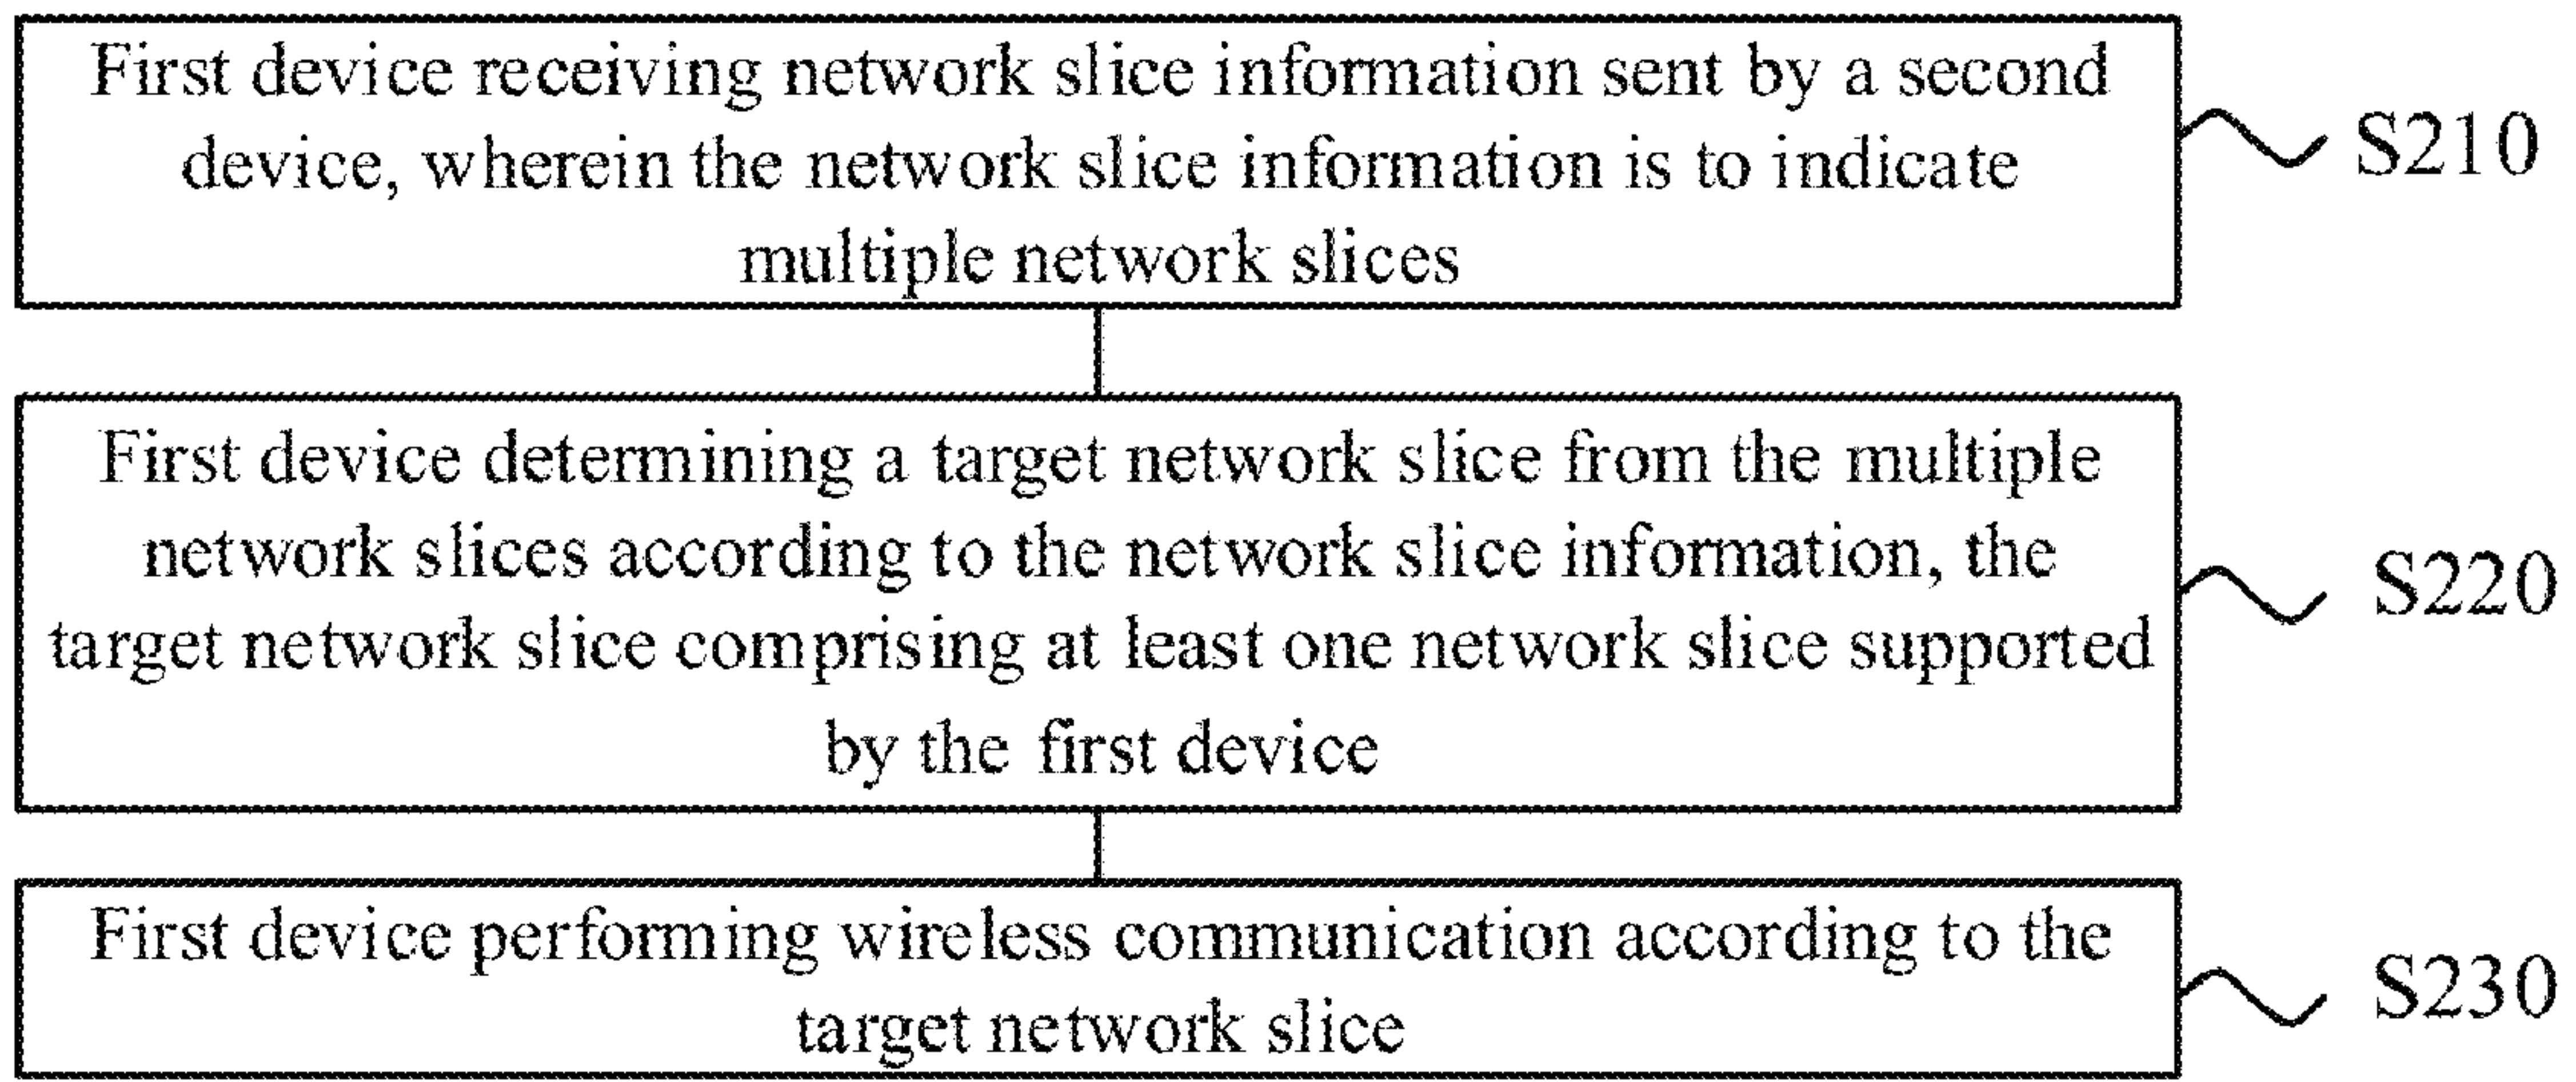 First device receiving network slice information sent by a second
device, wherein the network slice information is to indicate
multiple network slices
S210
First device determining a target network slice from the multiple
network slices according to the network slice information, the
target network slice comprising at least one network slice supported
by the first device
S220
First device performing wireless communication according to the
target network slice
S230